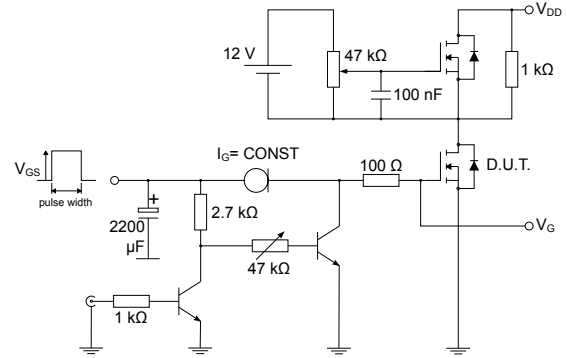 V_DD
12 V
47 kΩ
1 kΩ
100 nF
I_G= CONST
100 Ω
D.U.T.
V_GS
pulse width
+
2200
μF
2.7 kΩ
V_G
47 kΩ
1 kΩ